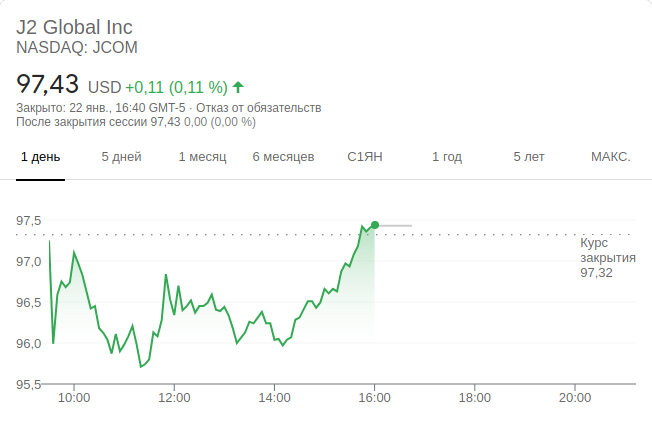 J2 Global Inc
NASDAQ: JCOM
97,43 USD +0,11 (0,11 %)
Закрыто: 22 янв., 16:40 GMT-5 · Отказ от обязательств
После закрытия сессии 97,43 0,00 (0,00 %)
1 день 5 дней 1 месяц 6 месяцев С1ЯН 1 год 5 лет МАКС.
97,5
Курс
закрытия
97,32
97,0
96,5
96,0
95,5
10:00 12:00 14:00 16:00 18:00 20:00